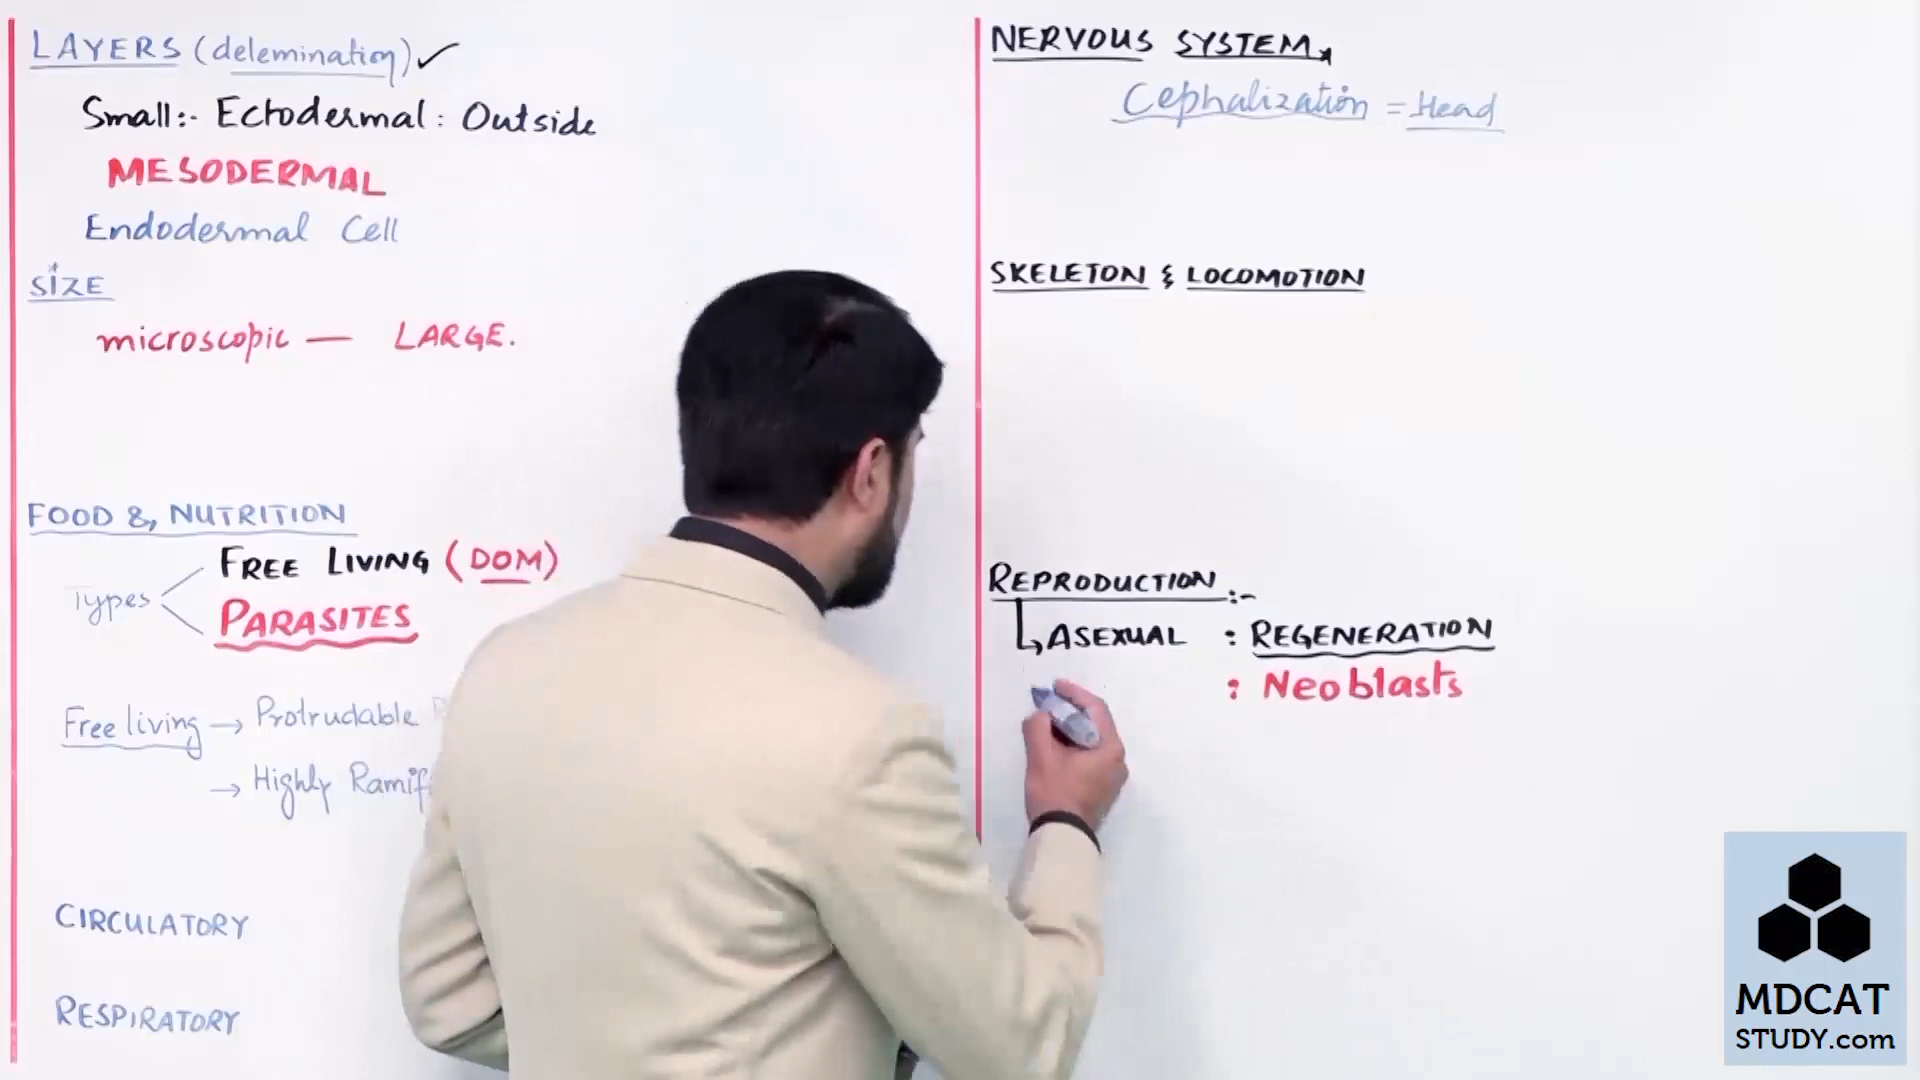 LAYERS (delemination) ✓
Small:- Ectodermal : Outside
MESODERMAL
Endodermal Cell
SIZE
microscopic — LARGE.
FOOD &, NUTRITION
Types
FREE LIVING (DOM)
PARASITES
Free living → Protrudable
→ Highly Ramif
CIRCULATORY
RESPIRATORY
NERVOUS SYSTEM
Cephalization = Head
SKELETON & LOCOMOTION
REPRODUCTION :-
ASEXUAL : REGENERATION
: Neoblasts
MDCAT
STUDY.com